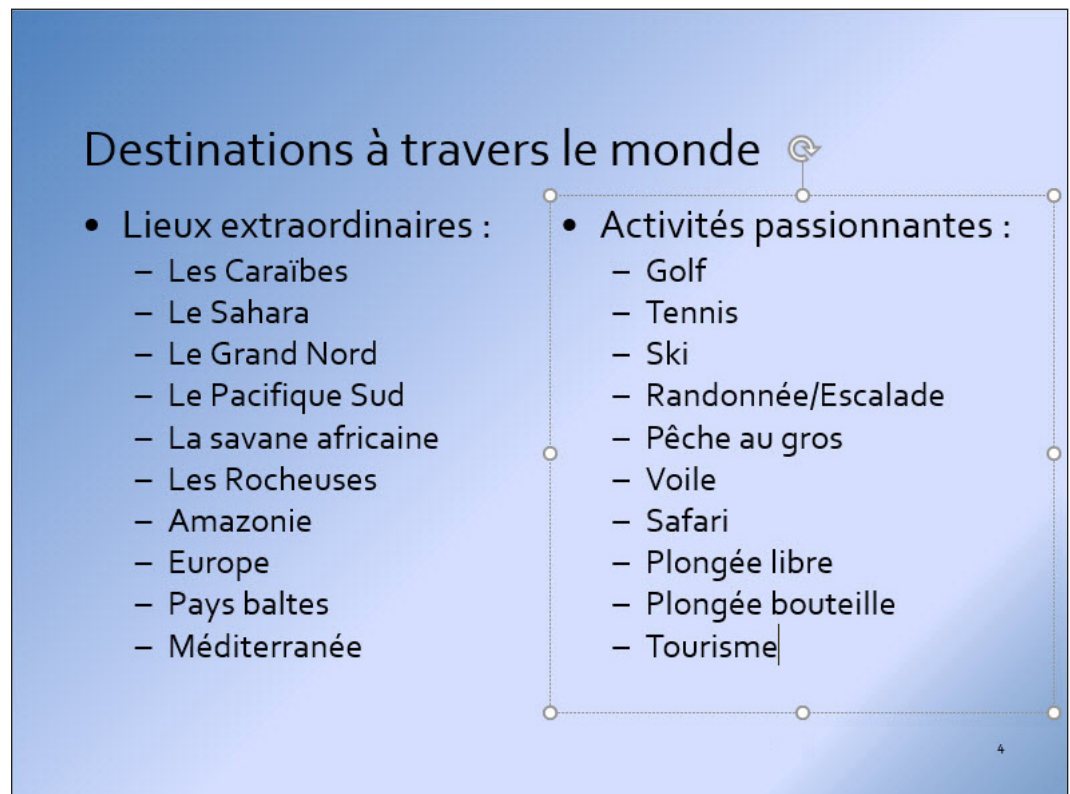 Destinations à travers le monde
• Lieux extraordinaires :
– Les Caraïbes
– Le Sahara
– Le Grand Nord
– Le Pacifique Sud
– La savane africaine
– Les Rocheuses
– Amazonie
– Europe
– Pays baltes
– Méditerranée
• Activités passionnantes :
– Golf
– Tennis
– Ski
– Randonnée/Escalade
– Pêche au gros
– Voile
– Safari
– Plongée libre
– Plongée bouteille
– Tourisme
4